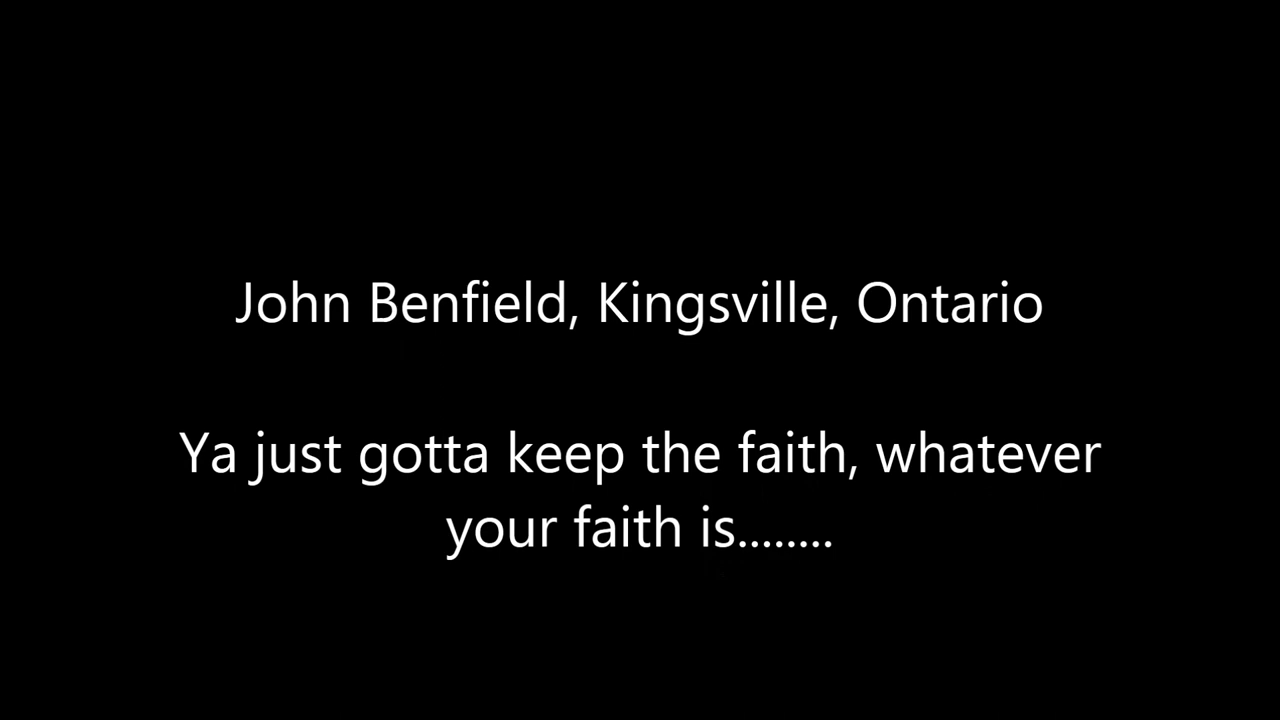 John Benfield, Kingsville, Ontario
Ya just gotta keep the faith, whatever
your faith is........